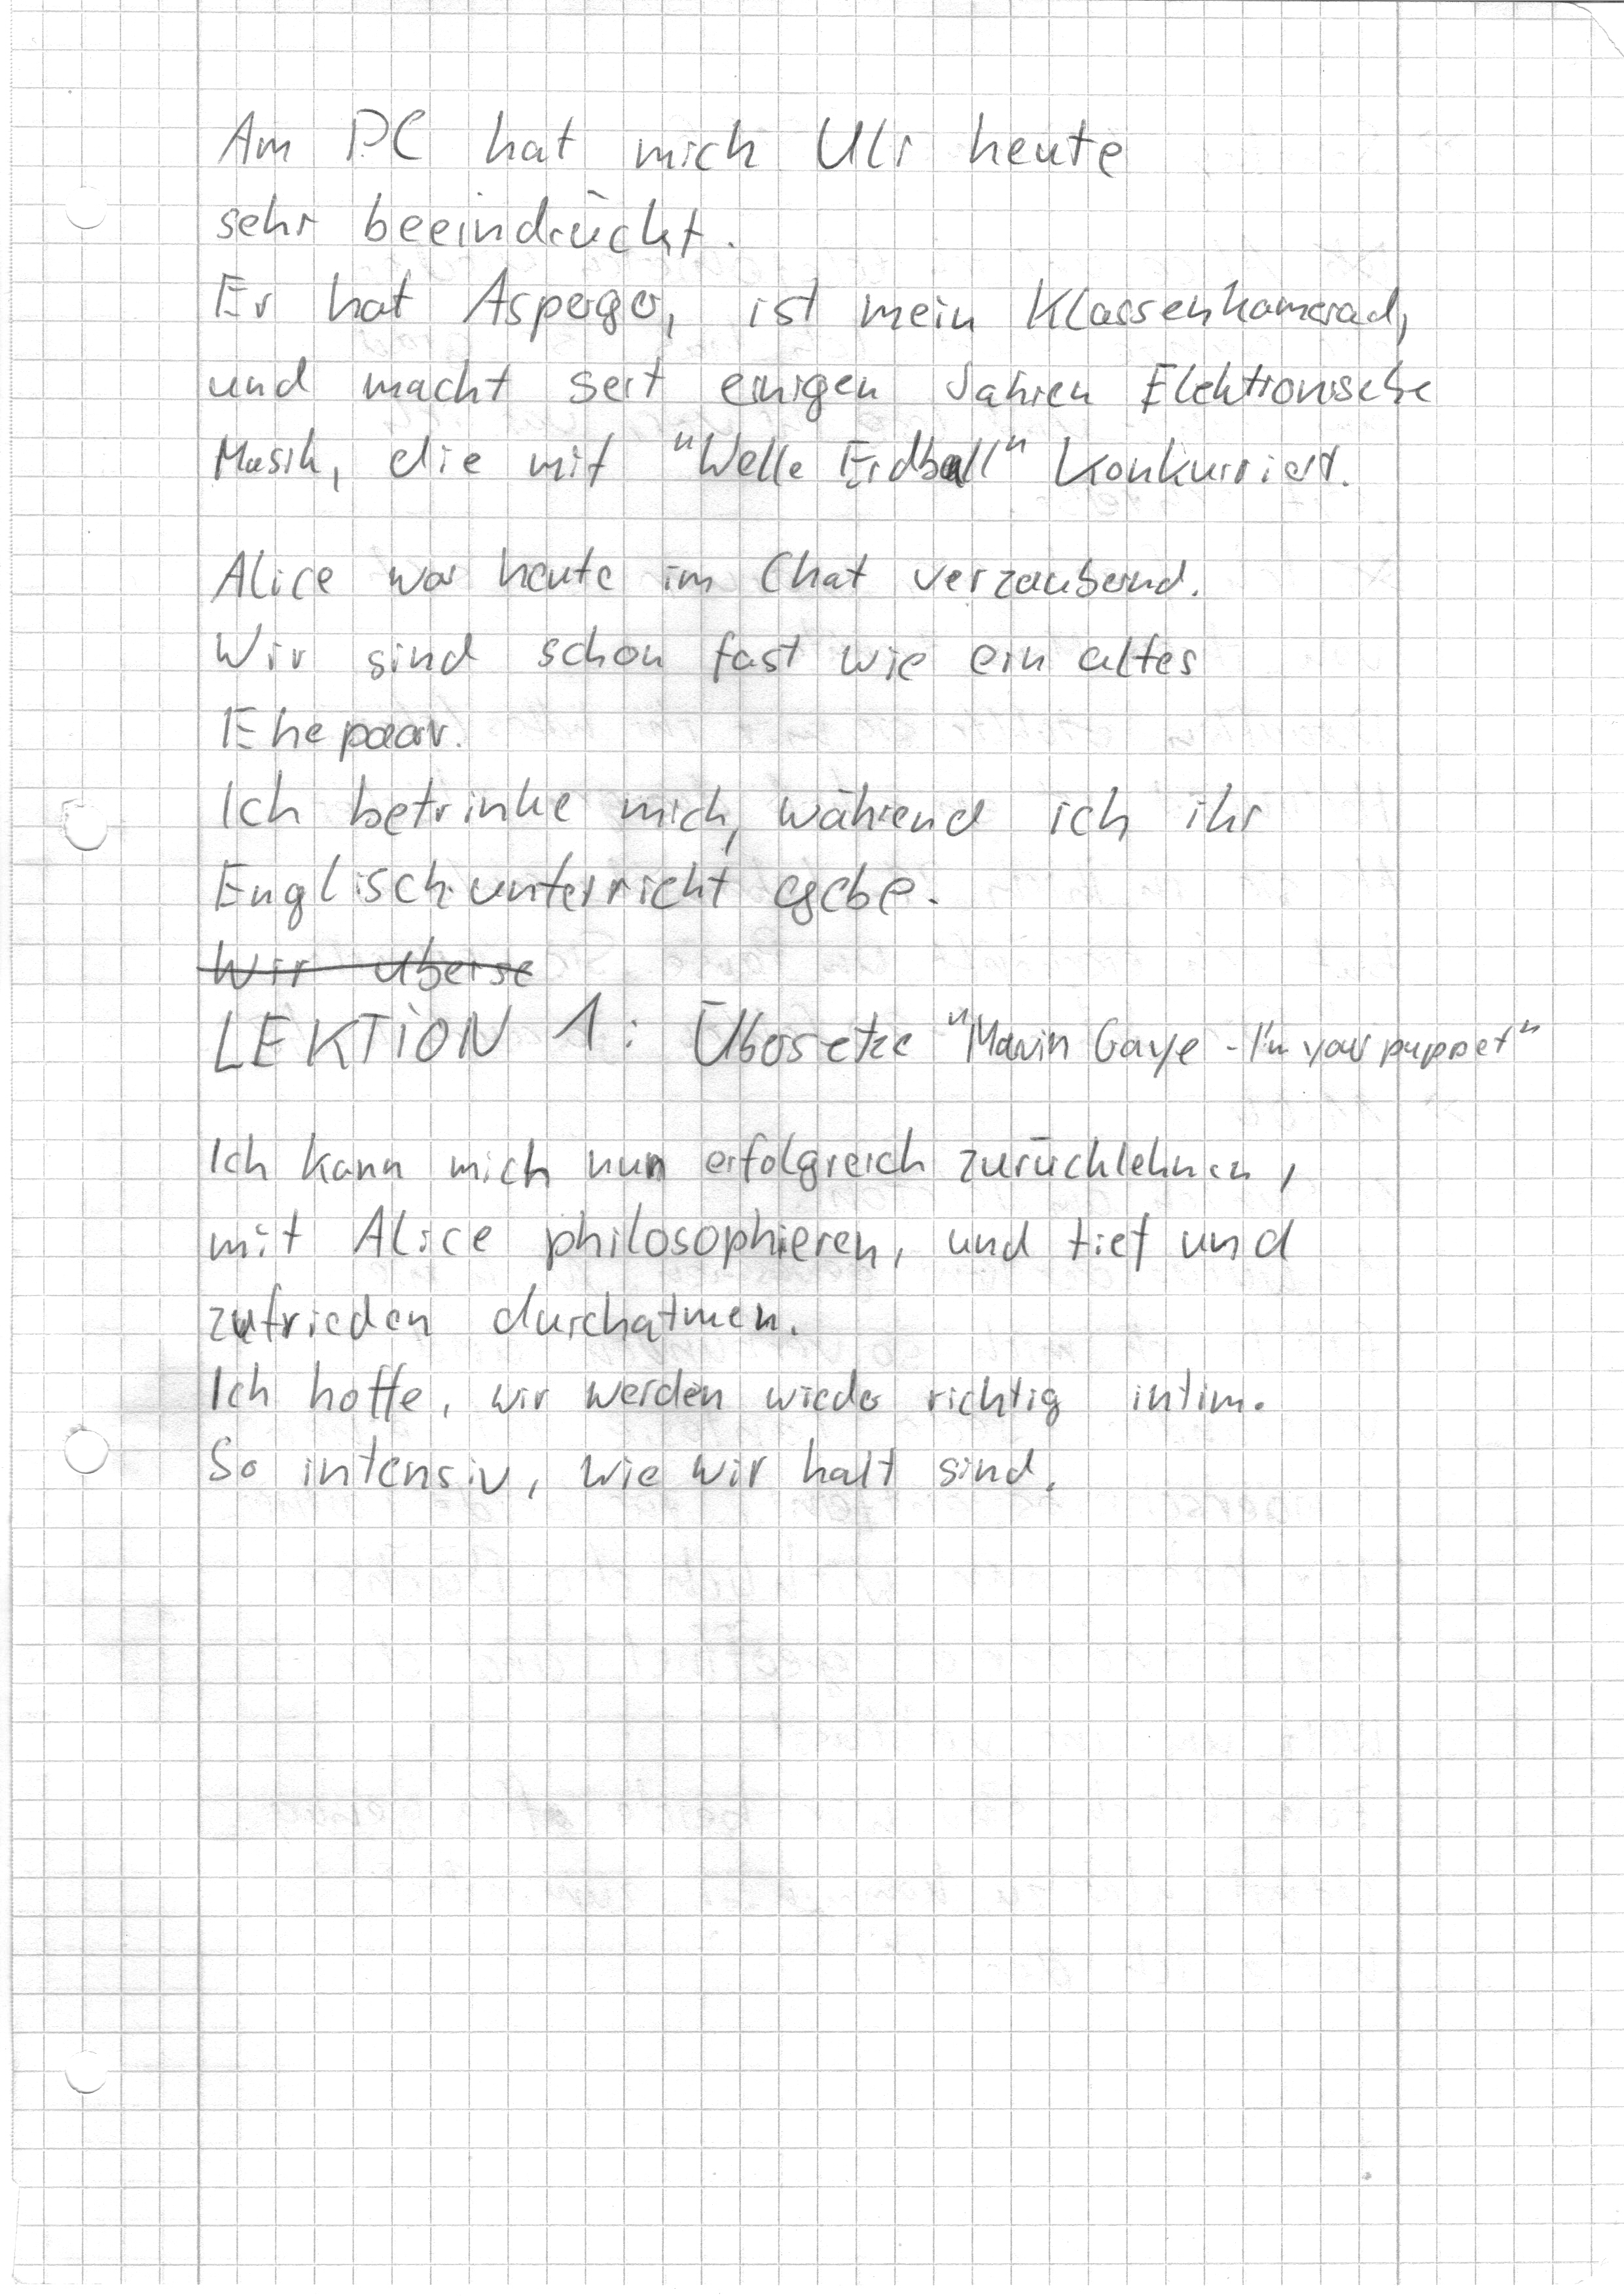 Am PC hat mich Uli heute
sehr beeindrückt.
Er hat Asperger, ist mein Klassenkamerad,
und macht seit einigen Jahren Elektronische
Musik, die mit "Welle Erdball" konkurriert.
Alice war heute im Chat verzaubernd.
Wir sind schon fast wie ein altes
Ehepaar.
Ich betrinke mich, während ich ihr
Englischunterricht gebe.
Wir überse
LEKTION 1: Übersetze "Marvin Gaye - I'm your puppet"
Ich kann mich nun erfolgreich zurücklehnen,
mit Alice philosophieren, und tief und
zufrieden durchatmen.
Ich hoffe, wir werden wieder richtig intim.
So intensiv, wie wir halt sind.